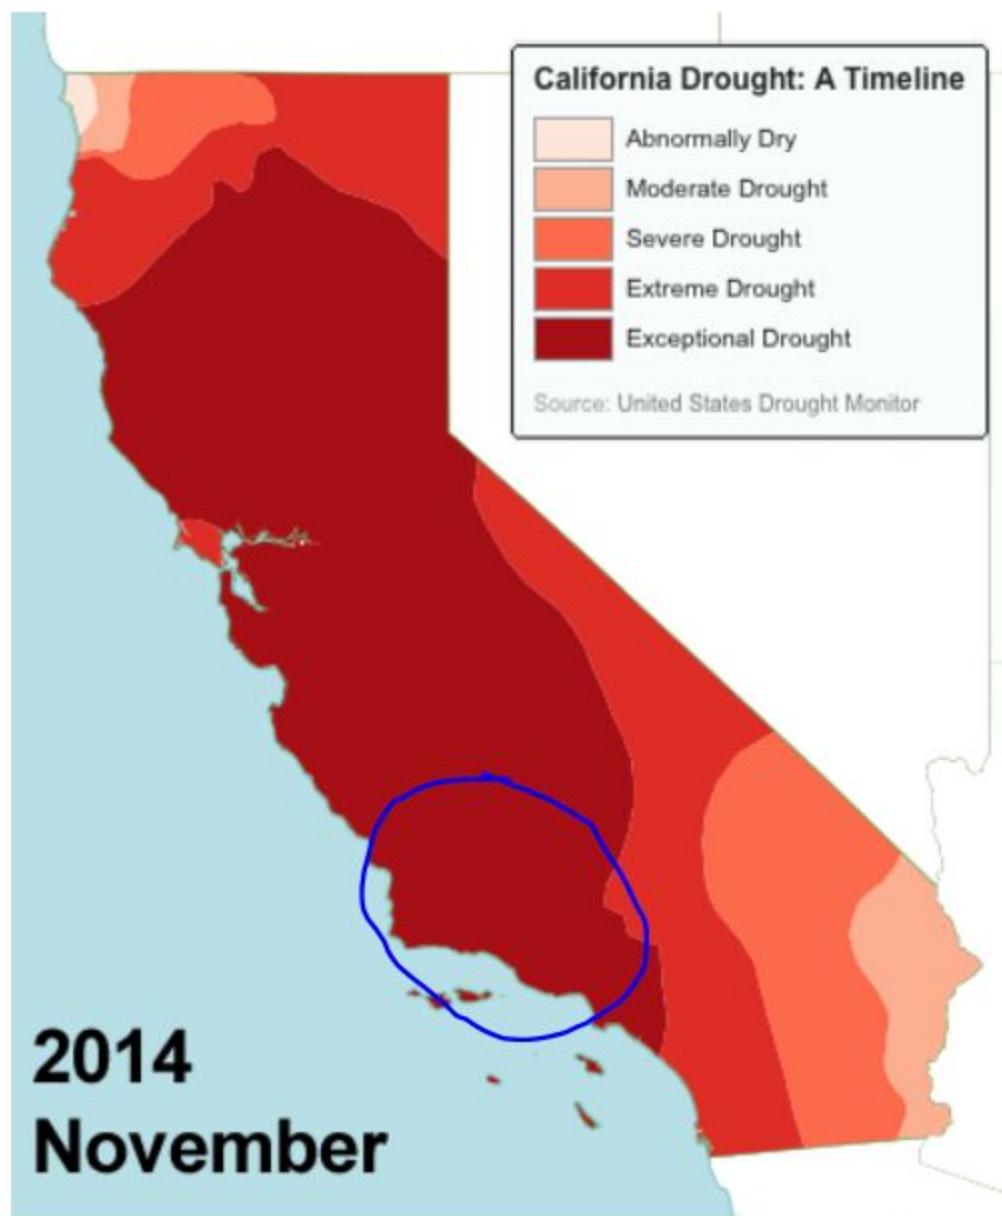 California Drought: A Timeline
Abnormally Dry
Moderate Drought
Severe Drought
Extreme Drought
Exceptional Drought
Source: United States Drought Monitor
2014
November